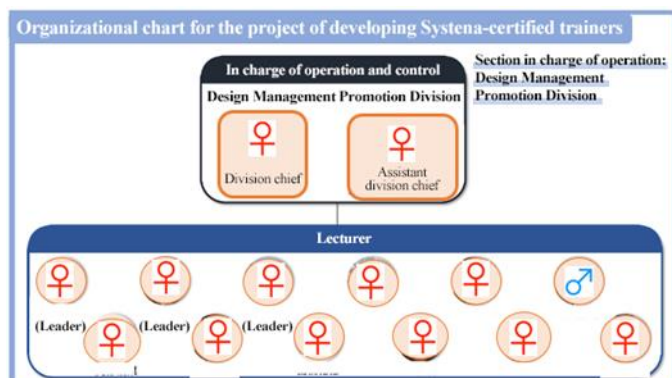 Organizational chart for the project of developing Systena-certified trainers
In charge of operation and control
Design Management Promotion Division
Division chief
Assistant
division chief
Section in charge of operation:
Design Management
Promotion Division
Lecturer
(Leader)
(Leader)
(Leader)